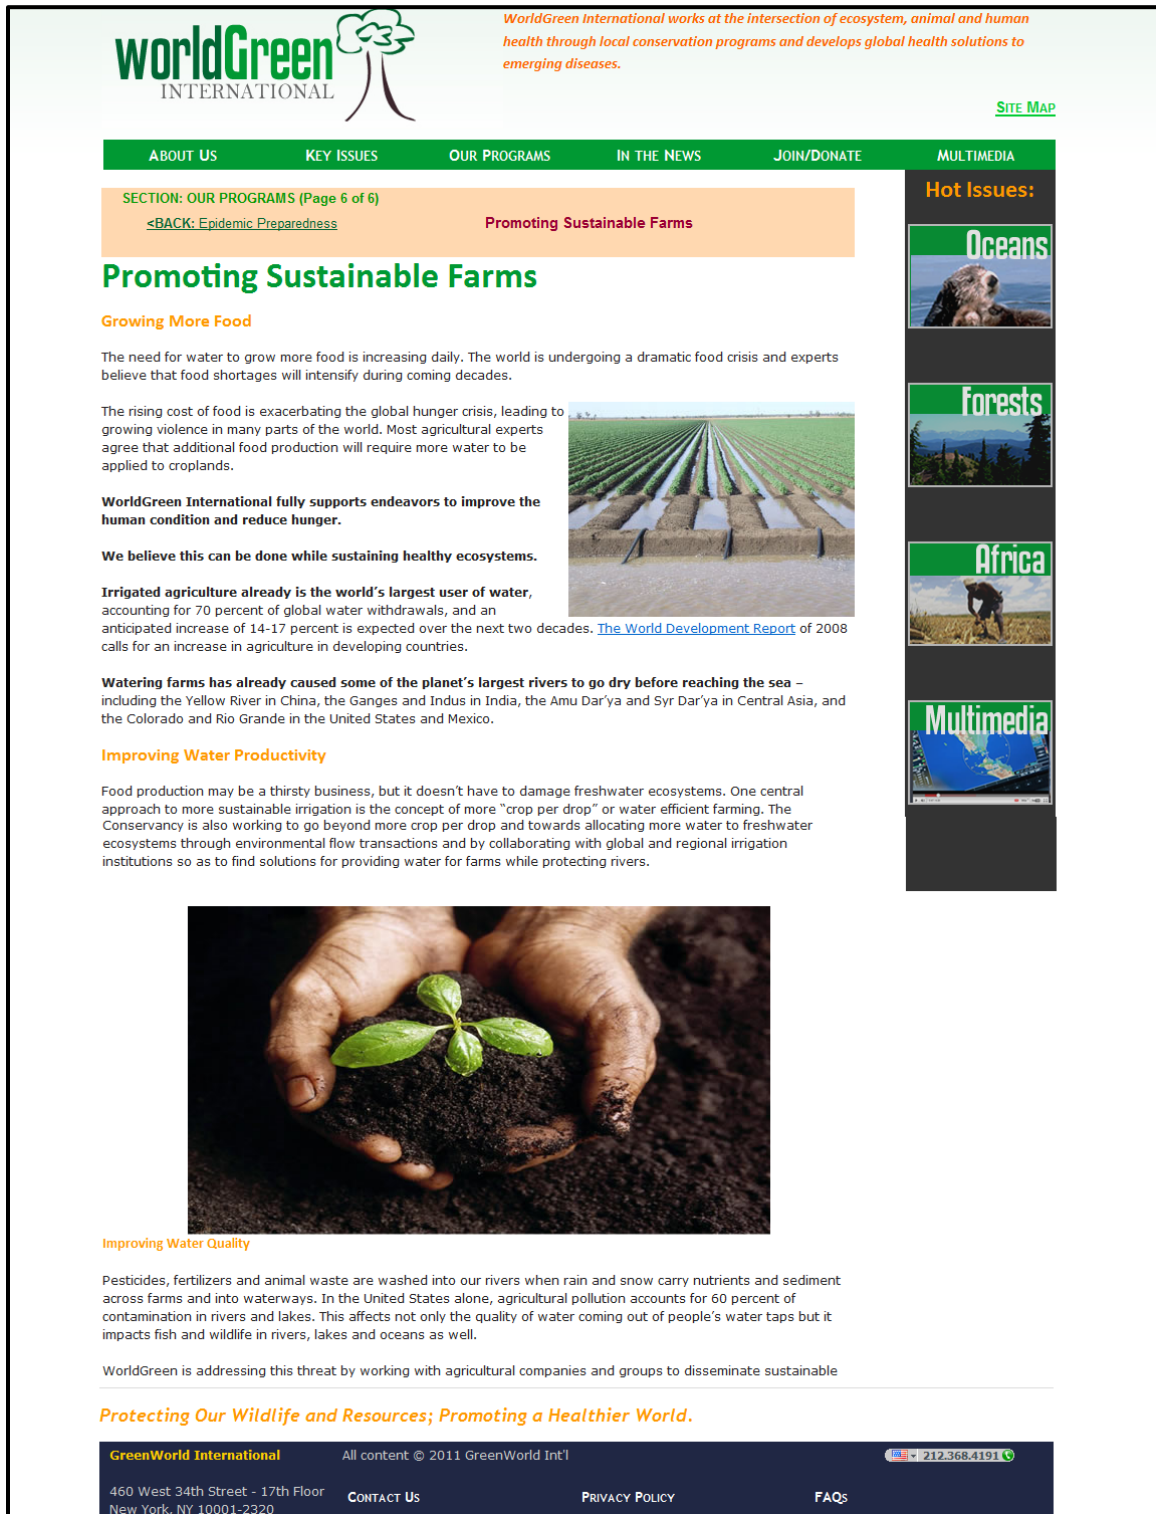 worldGreen
INTERNATIONAL
WorldGreen International works at the intersection of ecosystem, animal and human
health through local conservation programs and develops global health solutions to
emerging diseases.
SITE MAP
ABOUT US KEY ISSUES OUR PROGRAMS IN THE NEWS JOIN/DONATE MULTIMEDIA
SECTION: OUR PROGRAMS (Page 6 of 6)
<BACK: Epidemic Preparedness Promoting Sustainable Farms
Promoting Sustainable Farms
Growing More Food
The need for water to grow more food is increasing daily. The world is undergoing a dramatic food crisis and experts
believe that food shortages will intensify during coming decades.
The rising cost of food is exacerbating the global hunger crisis, leading to
growing violence in many parts of the world. Most agricultural experts
agree that additional food production will require more water to be
applied to croplands.
WorldGreen International fully supports endeavors to improve the
human condition and reduce hunger.
We believe this can be done while sustaining healthy ecosystems.
Irrigated agriculture already is the world's largest user of water,
accounting for 70 percent of global water withdrawals, and an
anticipated increase of 14-17 percent is expected over the next two decades. The World Development Report of 2008
calls for an increase in agriculture in developing countries.
Watering farms has already caused some of the planet's largest rivers to go dry before reaching the sea –
including the Yellow River in China, the Ganges and Indus in India, the Amu Dar'ya and Syr Dar'ya in Central Asia, and
the Colorado and Rio Grande in the United States and Mexico.
Improving Water Productivity
Food production may be a thirsty business, but it doesn't have to damage freshwater ecosystems. One central
approach to more sustainable irrigation is the concept of more "crop per drop" or water efficient farming. The
Conservancy is also working to go beyond more crop per drop and towards allocating more water to freshwater
ecosystems through environmental flow transactions and by collaborating with global and regional irrigation
institutions so as to find solutions for providing water for farms while protecting rivers.
Improving Water Quality
Pesticides, fertilizers and animal waste are washed into our rivers when rain and snow carry nutrients and sediment
across farms and into waterways. In the United States alone, agricultural pollution accounts for 60 percent of
contamination in rivers and lakes. This affects not only the quality of water coming out of people's water taps but it
impacts fish and wildlife in rivers, lakes and oceans as well.
WorldGreen is addressing this threat by working with agricultural companies and groups to disseminate sustainable
Hot Issues:
Oceans
Forests
Africa
Multimedia
Protecting Our Wildlife and Resources; Promoting a Healthier World.
GreenWorld International All content © 2011 GreenWorld Int'l 212.368.4191
460 West 34th Street - 17th Floor
New York, NY 10001-2320
CONTACT US PRIVACY POLICY FAQS